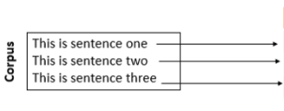 Corpus
This is sentence one
This is sentence two
This is sentence three